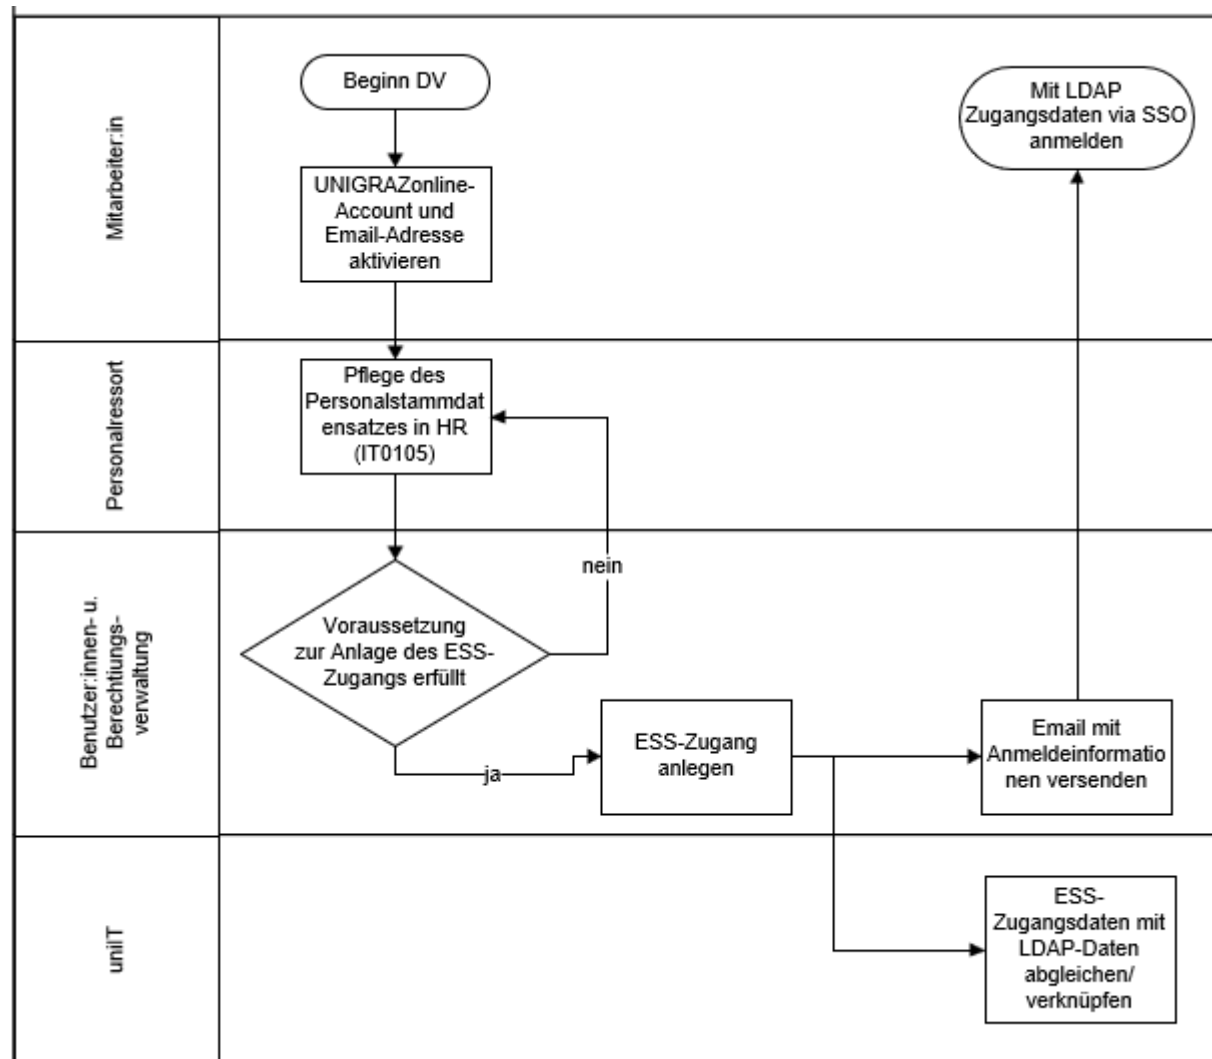 Mitarbeiter:in
Beginn DV
UNIGRAZonline-
Account und
Email-Adresse
aktivieren
Mit LDAP
Zugangsdaten via SSO
anmelden
Personalressort
Pflege des
Personalstammdat
ensatzes in HR
(IT0105)
Benutzer:innen- u.
Berechtiungs-
verwaltung
nein
Voraussetzung
zur Anlage des ESS-
Zugangs erfüllt
ja
ESS-Zugang
anlegen
Email mit
Anmeldeinformatio
nen versenden
uniIT
ESS-
Zugangsdaten mit
LDAP-Daten
abgleichen/
verknüpfen